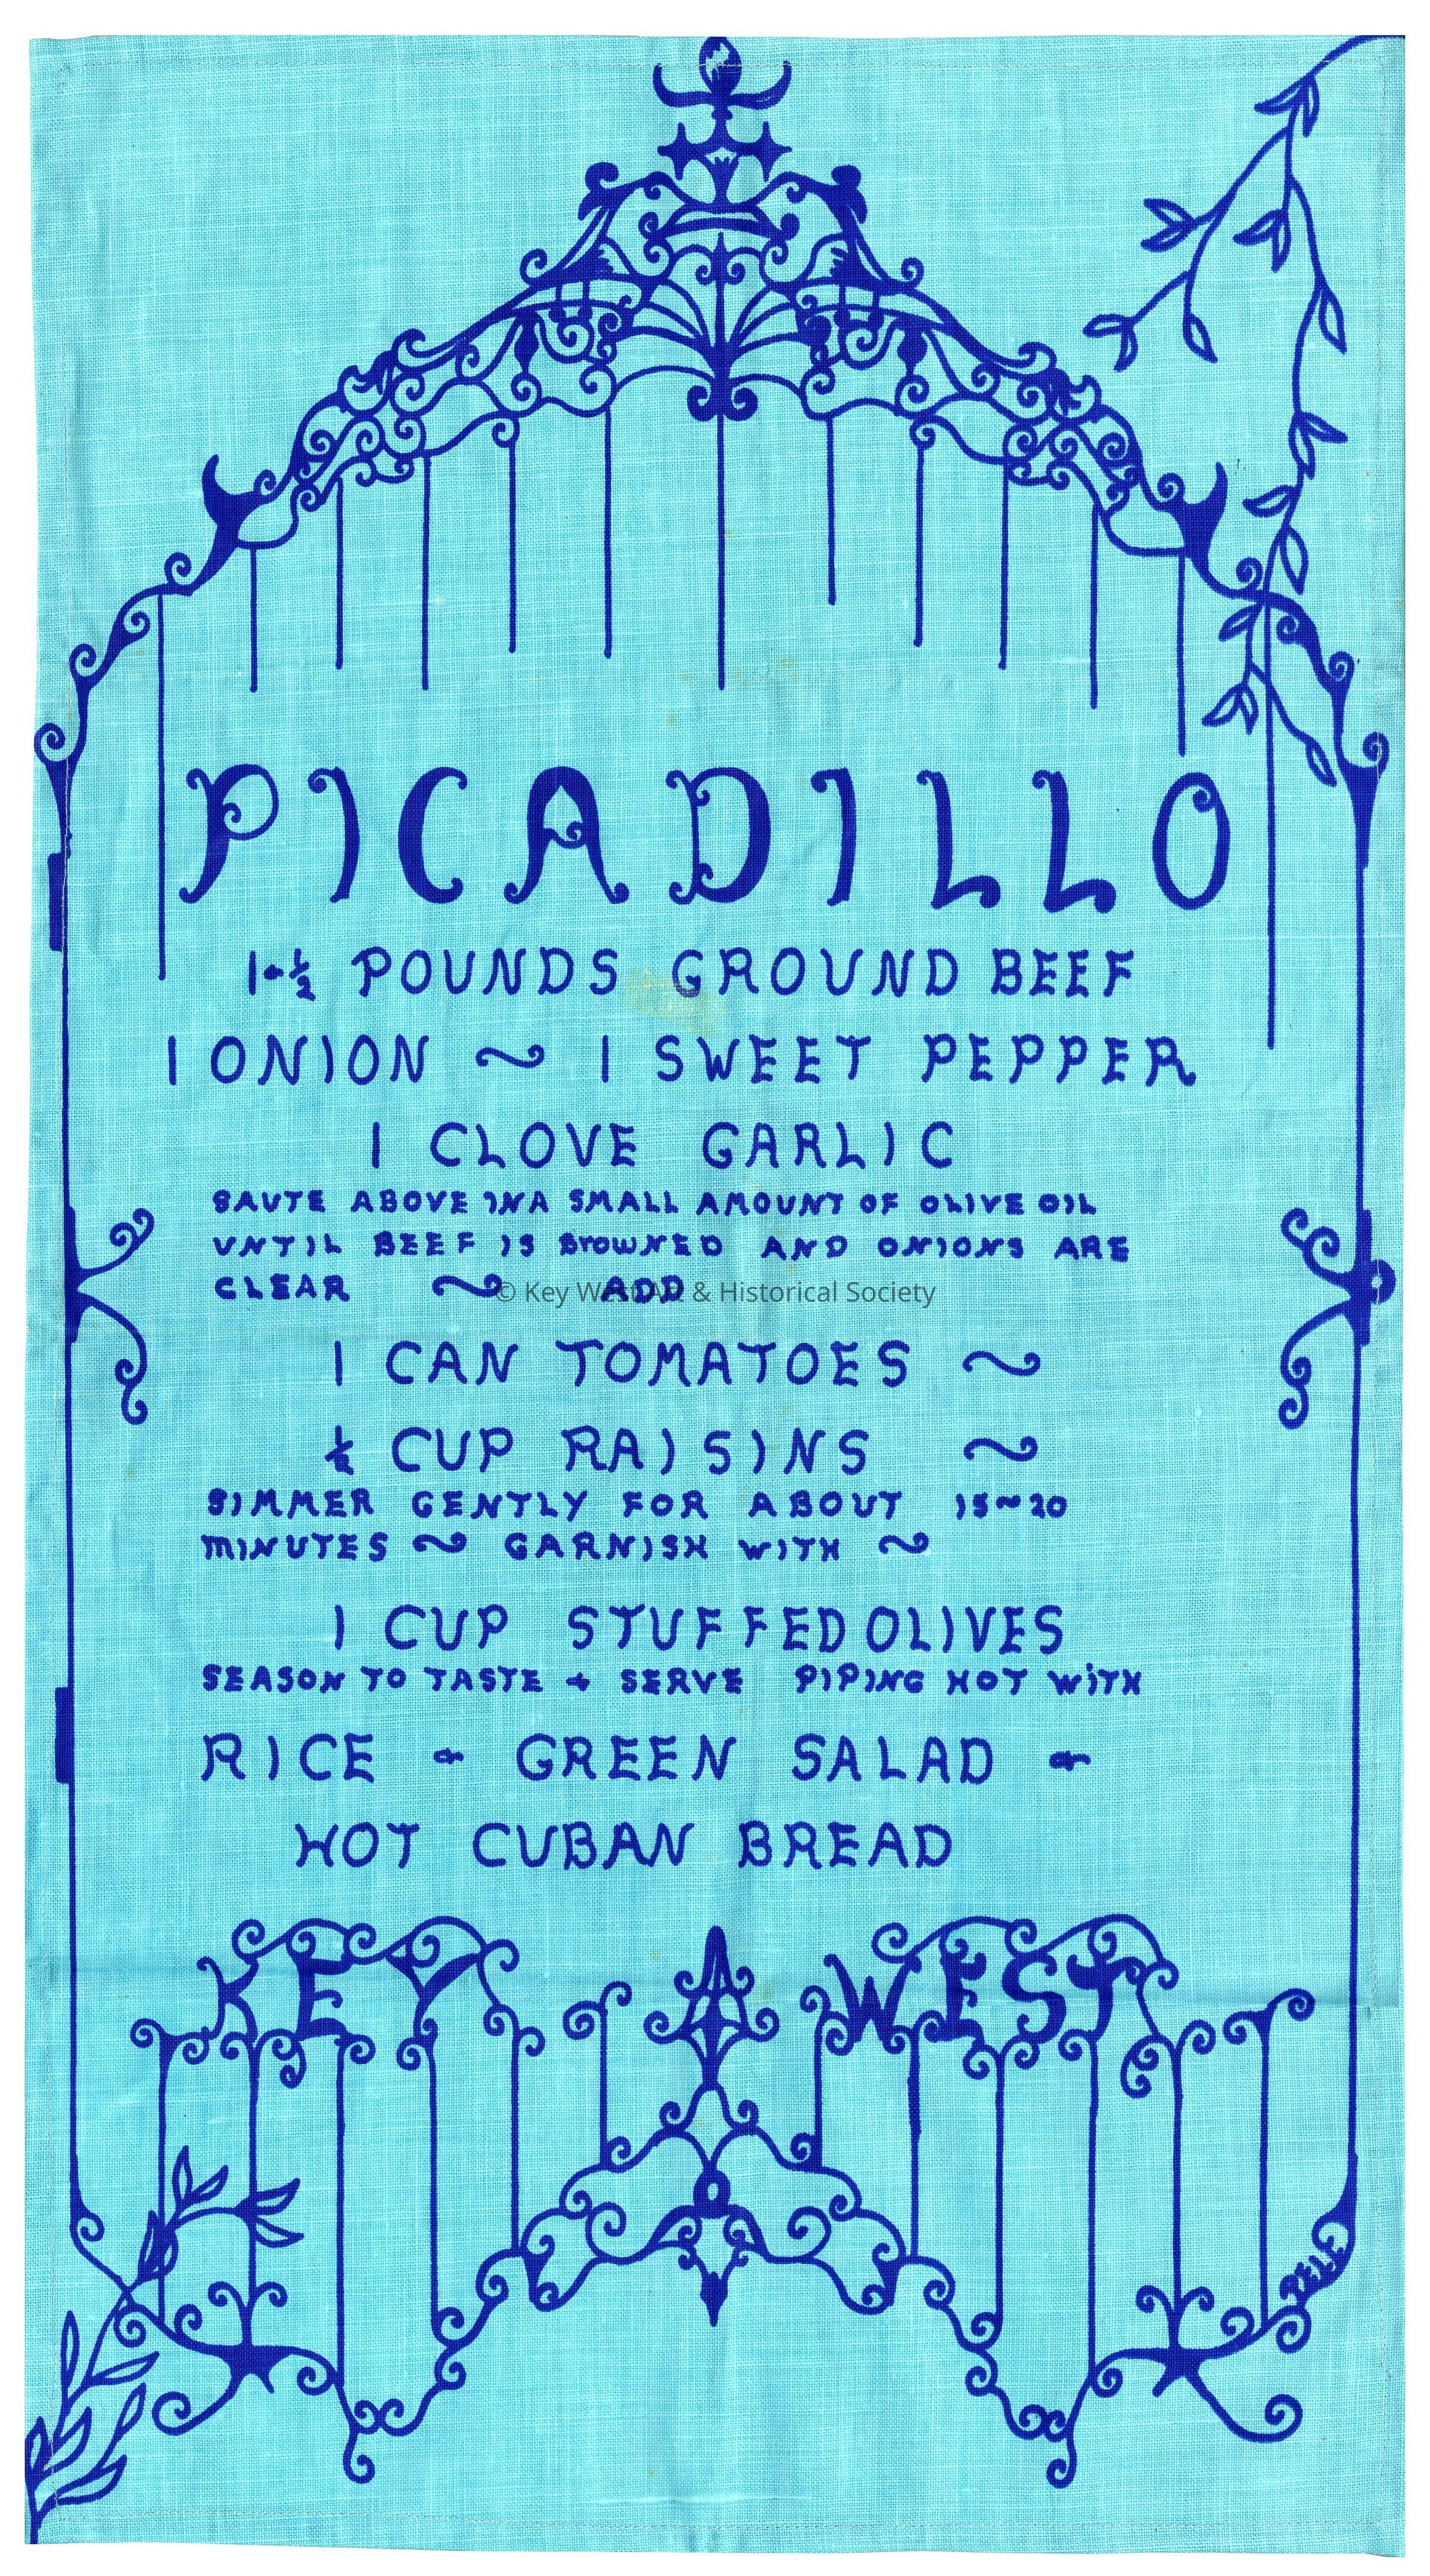 PICADILLO
1-½ POUNDS GROUND BEEF
1 ONION ~ 1 SWEET PEPPER
1 CLOVE GARLIC
SAUTE ABOVE IN A SMALL AMOUNT OF OLIVE OIL
UNTIL BEEF IS BROWNED AND ONIONS ARE
CLEAR ~ ADD
© Key West Art & Historical Society
1 CAN TOMATOES ~
½ CUP RAISINS ~
SIMMER GENTLY FOR ABOUT 15~20
MINUTES ~ GARNISH WITH ~
1 CUP STUFFED OLIVES
SEASON TO TASTE + SERVE PIPING HOT WITH
RICE & GREEN SALAD &
HOT CUBAN BREAD
KEY WEST